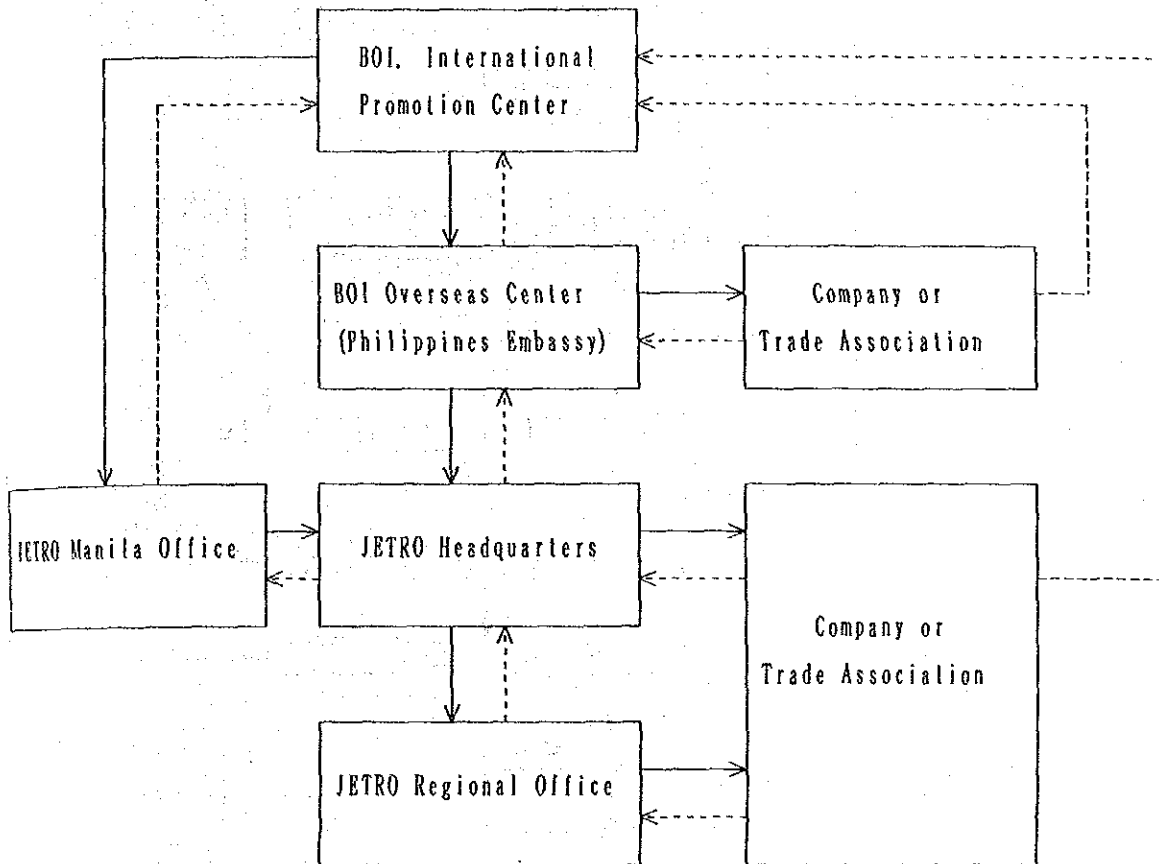 BOI, International
Promotion Center
BOI Overseas Center
(Philippines Embassy)
Company or
Trade Association
JETRO Manila Office
JETRO Headquarters
Company or
Trade Association
JETRO Regional Office